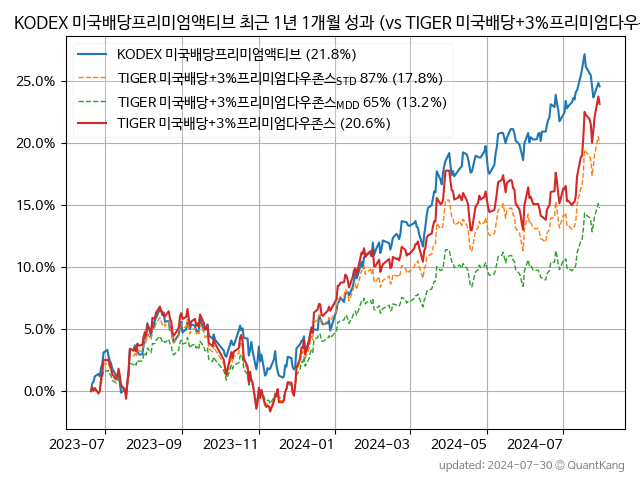 KODEX 미국배당프리미엄액티브 최근 1년 1개월 성과 (vs TIGER 미국배당+3%프리미엄다우
KODEX 미국배당프리미엄액티브 (21.8%)
TIGER 미국배당+3%프리미엄다우존스STD 87% (17.8%)
TIGER 미국배당+3%프리미엄다우존스MDD 65% (13.2%)
TIGER 미국배당+3%프리미엄다우존스 (20.6%)
25.0%
20.0%
15.0%
10.0%
5.0%
0.0%
2023-07 2023-09 2023-11 2024-01 2024-03 2024-05 2024-07
updated: 2024-07-30 © QuantKang